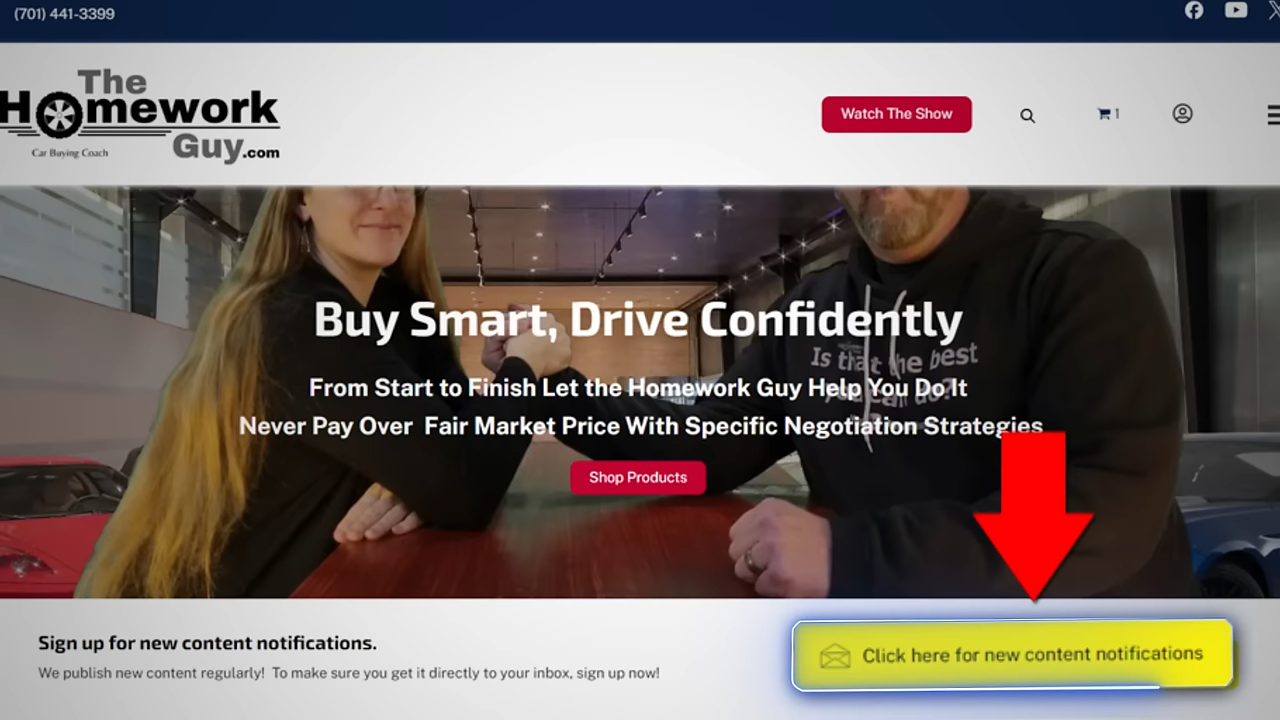 (701) 441-3399
The
Homework
Guy.com
Car Buying Coach
Watch The Show
1
Buy Smart, Drive Confidently
Is that the best
you can do?
From Start to Finish Let the Homework Guy Help You Do It
Never Pay Over Fair Market Price With Specific Negotiation Strategies
Shop Products
Sign up for new content notifications.
We publish new content regularly! To make sure you get it directly to your inbox, sign up now!
Click here for new content notifications